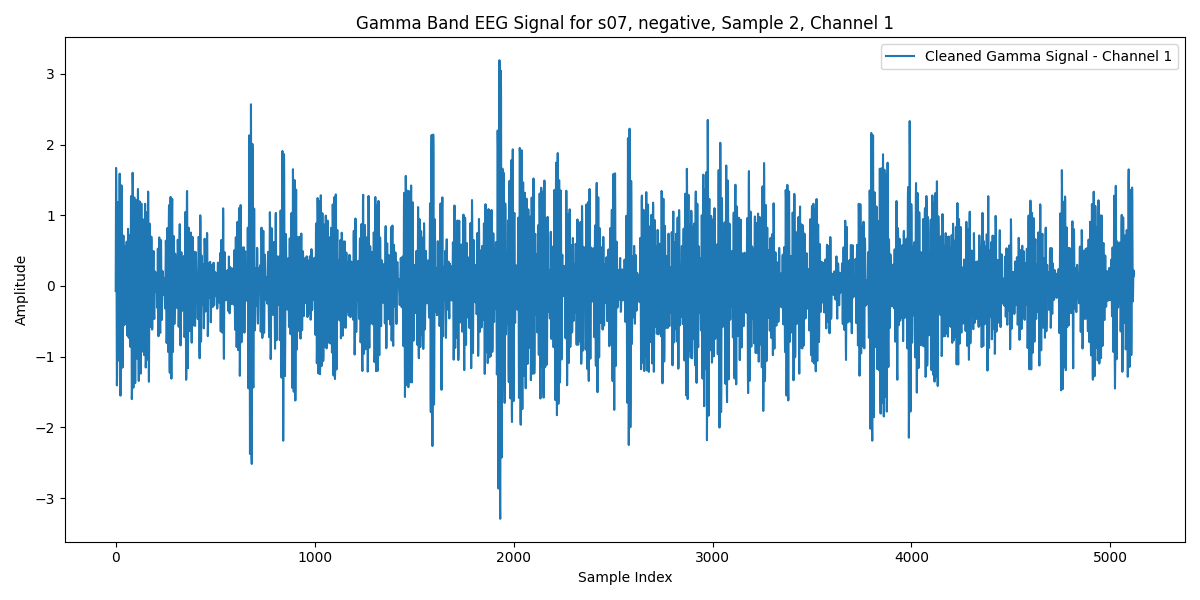 Gamma Band EEG Signal for s07, negative, Sample 2, Channel 1
Cleaned Gamma Signal - Channel 1
3
2
1
0
−1
−2
−3
Amplitude
0 1000 2000 3000 4000 5000
Sample Index